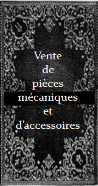 Vente
de
pièces
mécaniques
et
d'accessoires